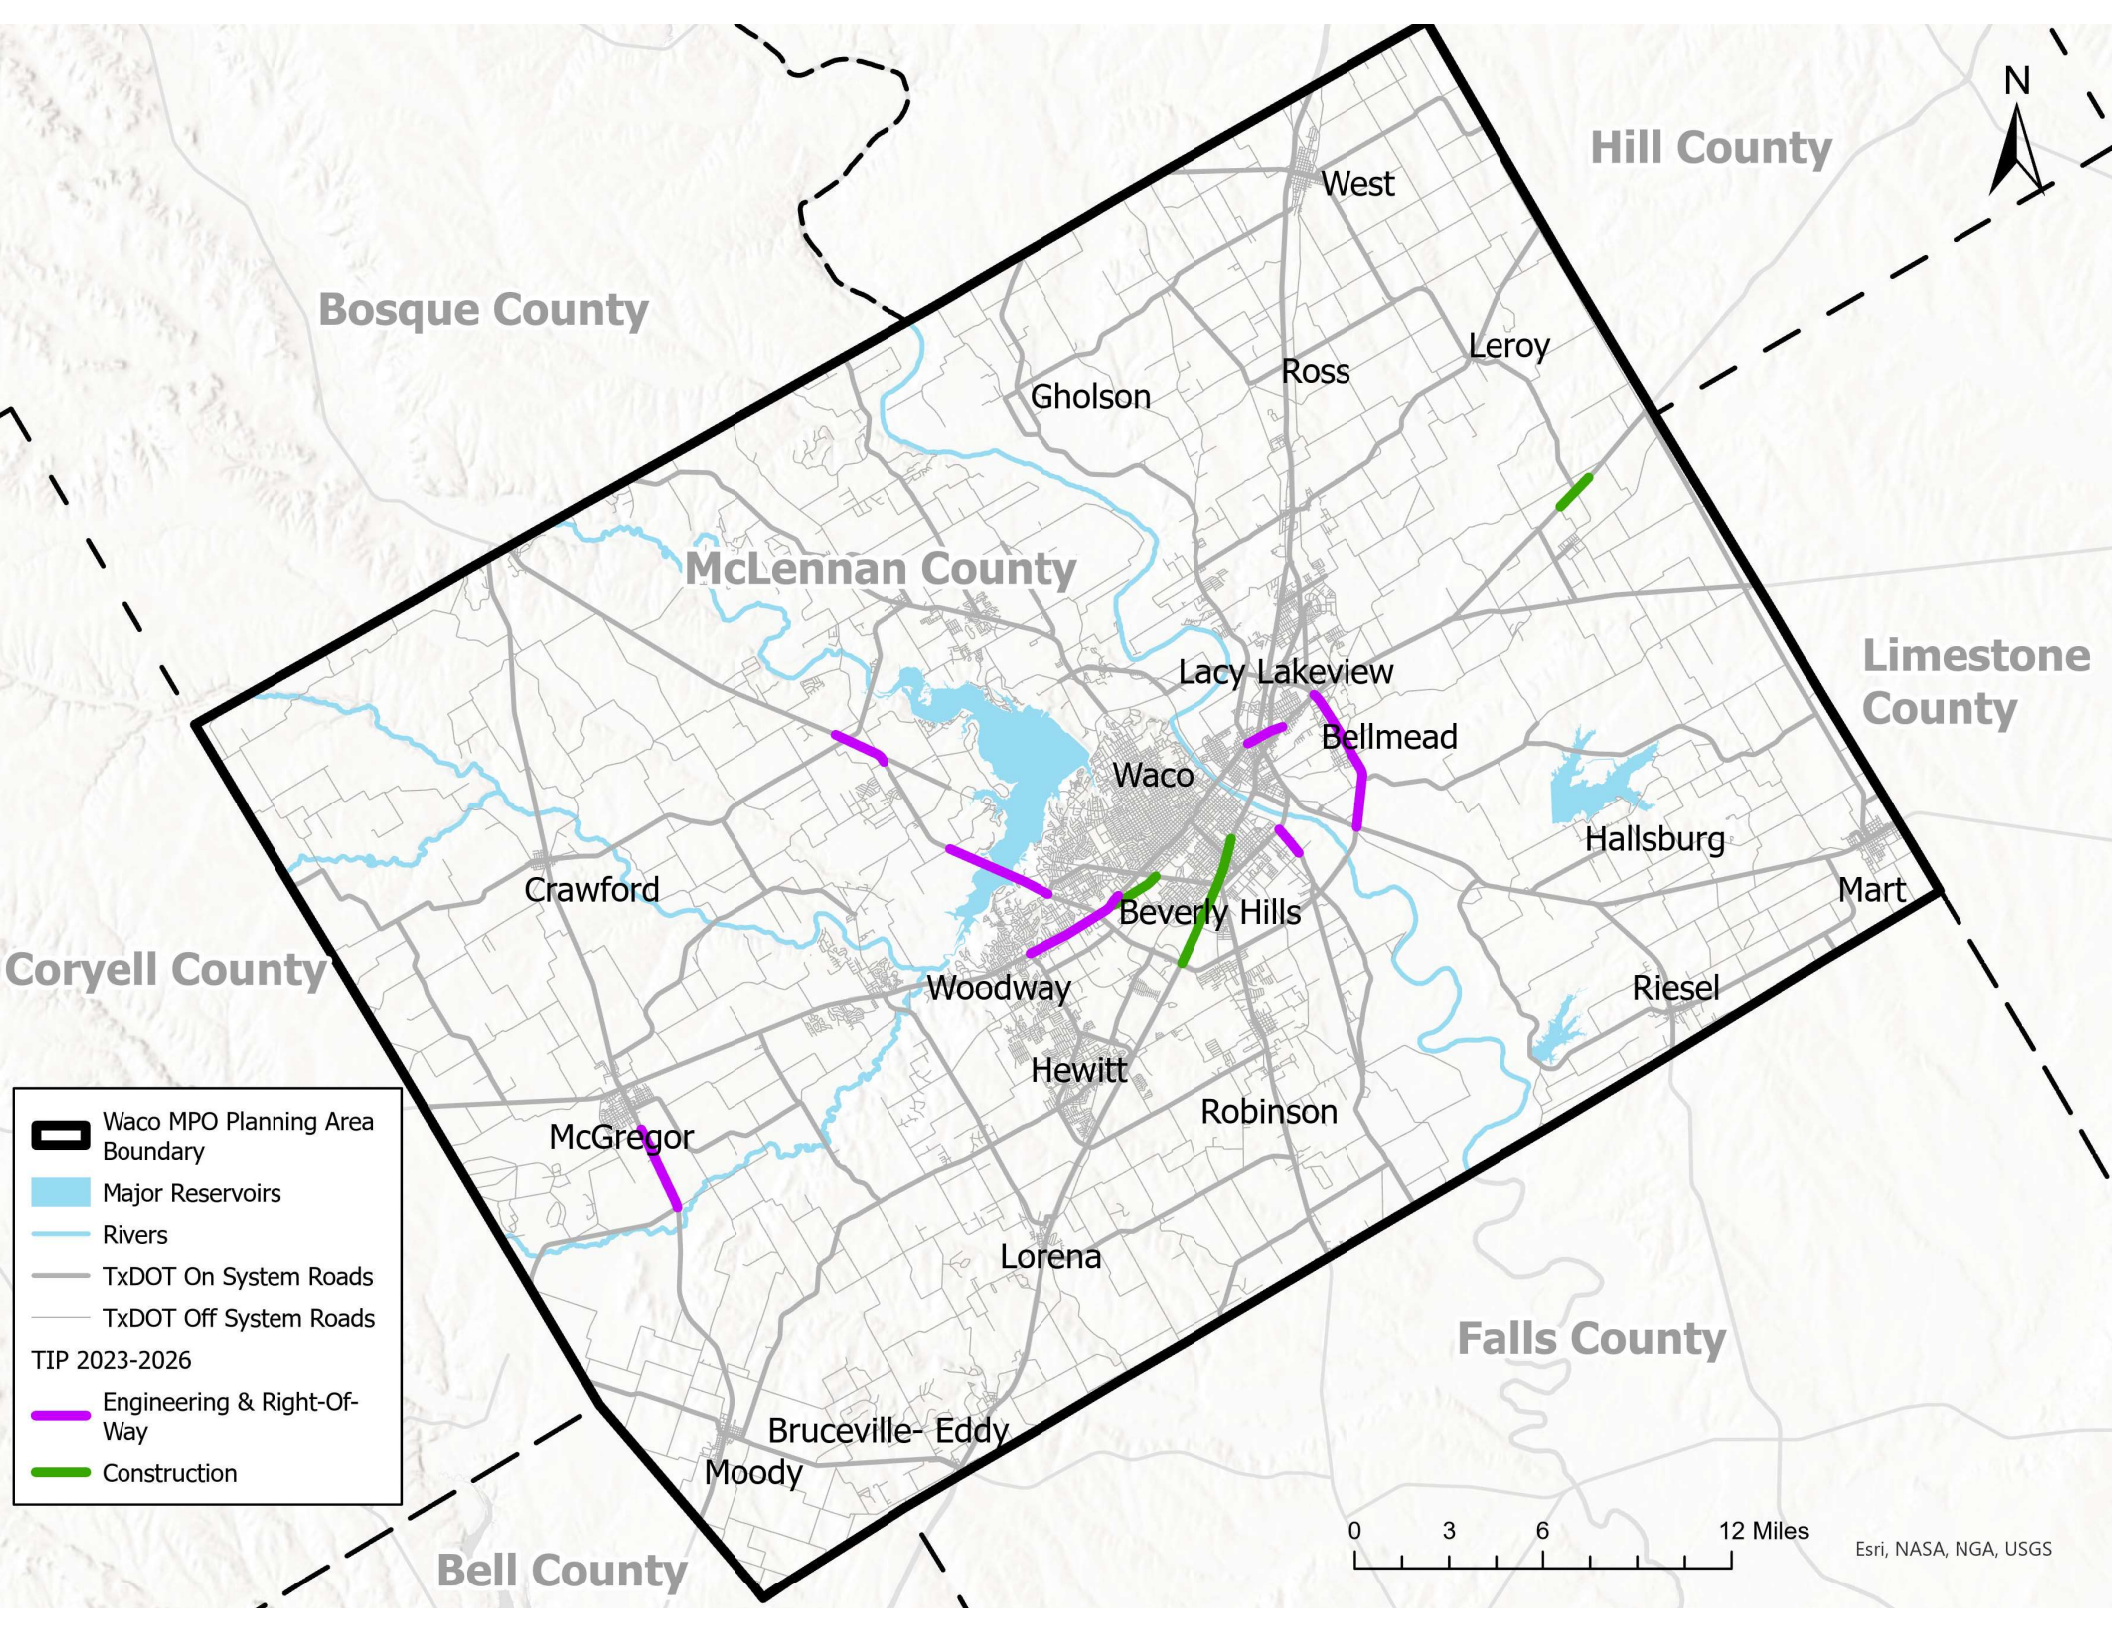 N
Hill County
West
Bosque County
Leroy
Ross
Gholson
McLennan County
Limestone
County
Lacy Lakeview
Bellmead
Waco
Hallsburg
Crawford
Mart
Beverly Hills
Coryell County
Woodway
Riesel
Hewitt
Robinson
McGregor
Lorena
Falls County
Bruceville- Eddy
Moody
Bell County
Waco MPO Planning Area
Boundary
Major Reservoirs
Rivers
TxDOT On System Roads
TxDOT Off System Roads
TIP 2023-2026
Engineering & Right-Of-
Way
Construction
0 3 6 12 Miles
Esri, NASA, NGA, USGS